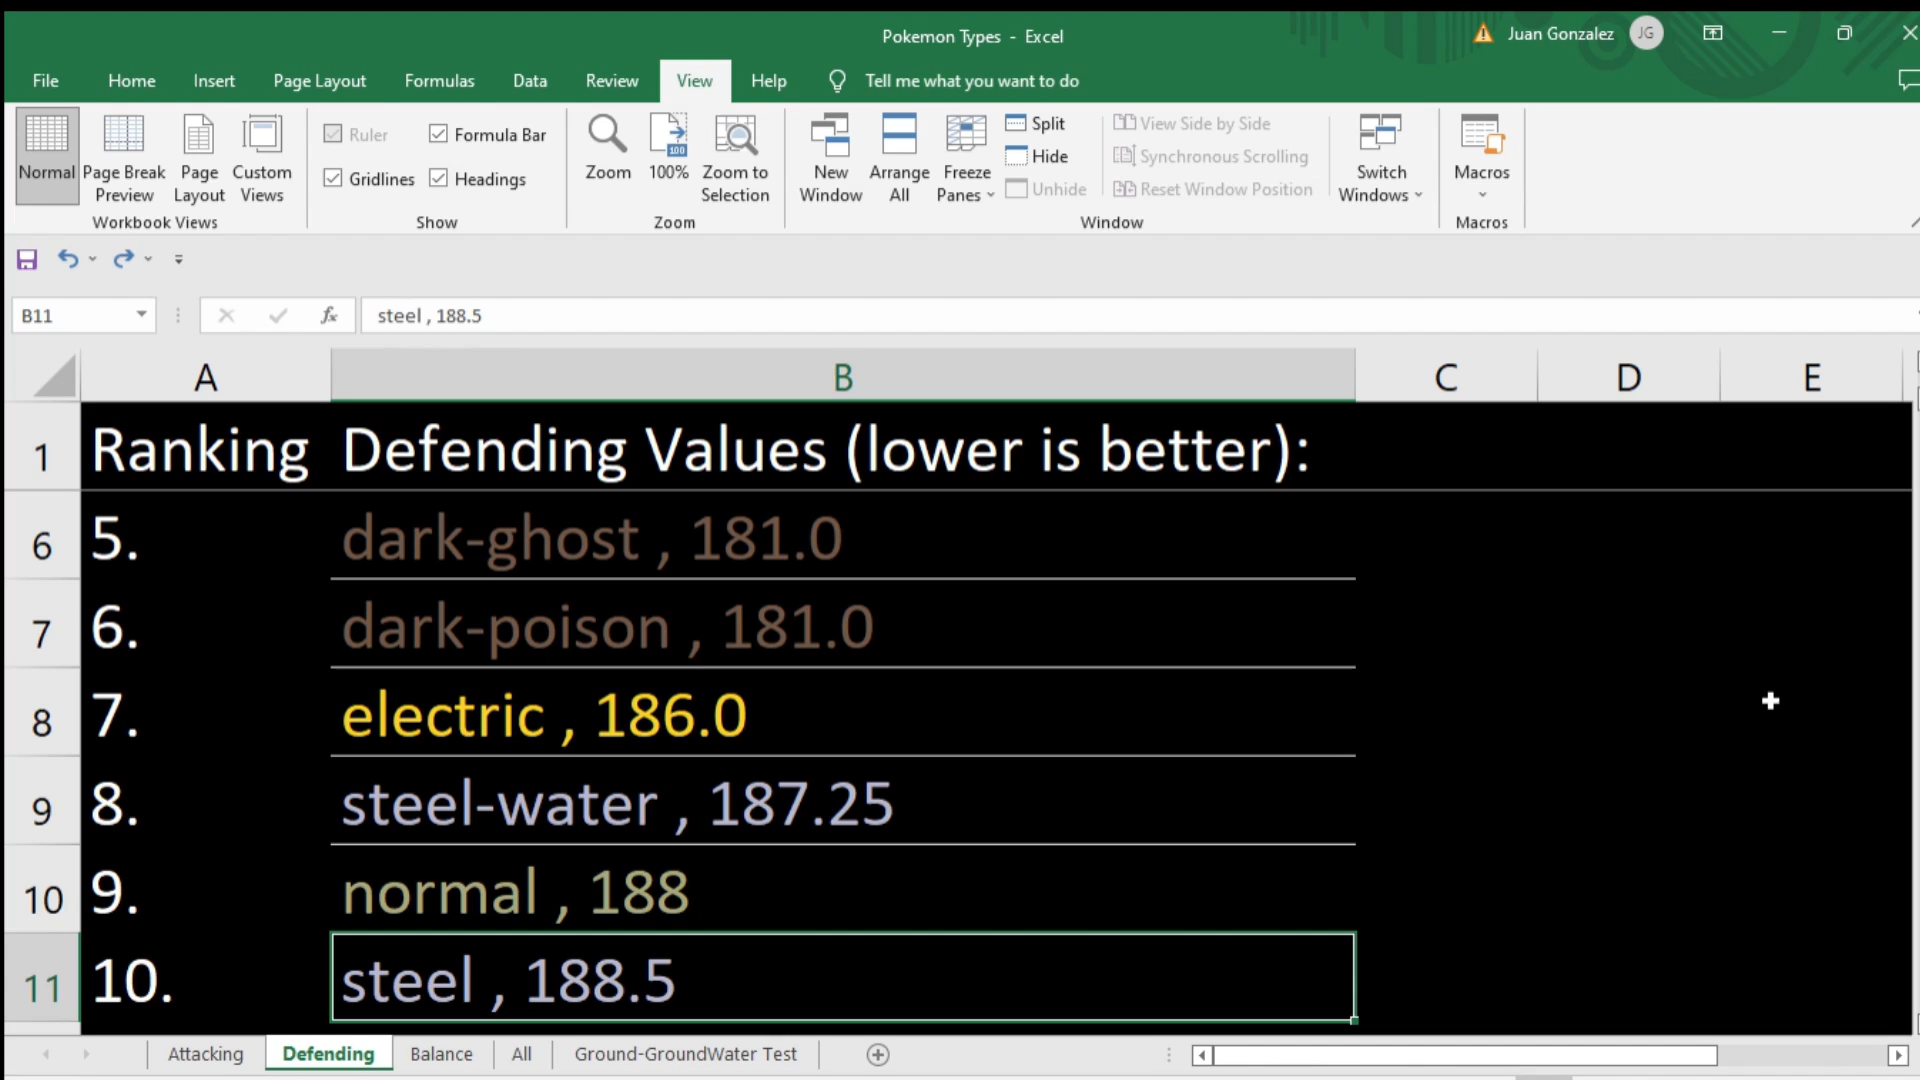 Pokemon Types - Excel
Juan Gonzalez JG
File Home Insert Page Layout Formulas Data Review View Help Tell me what you want to do
Normal Page Break Preview Page Layout Custom Views
Workbook Views
Ruler Formula Bar
Gridlines Headings
Show
Zoom 100% Zoom to Selection
Zoom
New Window Arrange All Freeze Panes
Split
Hide
Unhide
View Side by Side
Synchronous Scrolling
Reset Window Position
Switch Windows
Window
Macros
Macros
B11 fx steel , 188.5
A B C D E
1 Ranking Defending Values (lower is better):
6 5. dark-ghost , 181.0
7 6. dark-poison , 181.0
8 7. electric , 186.0
9 8. steel-water , 187.25
10 9. normal , 188
11 10. steel , 188.5
Attacking Defending Balance All Ground-GroundWater Test